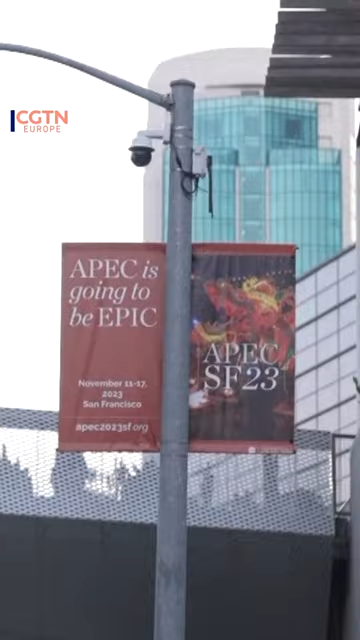 CGTN
EUROPE
APEC is
going to
be EPIC
November 11-17,
2023
San Francisco
apec2023sf.org
APEC
SF23